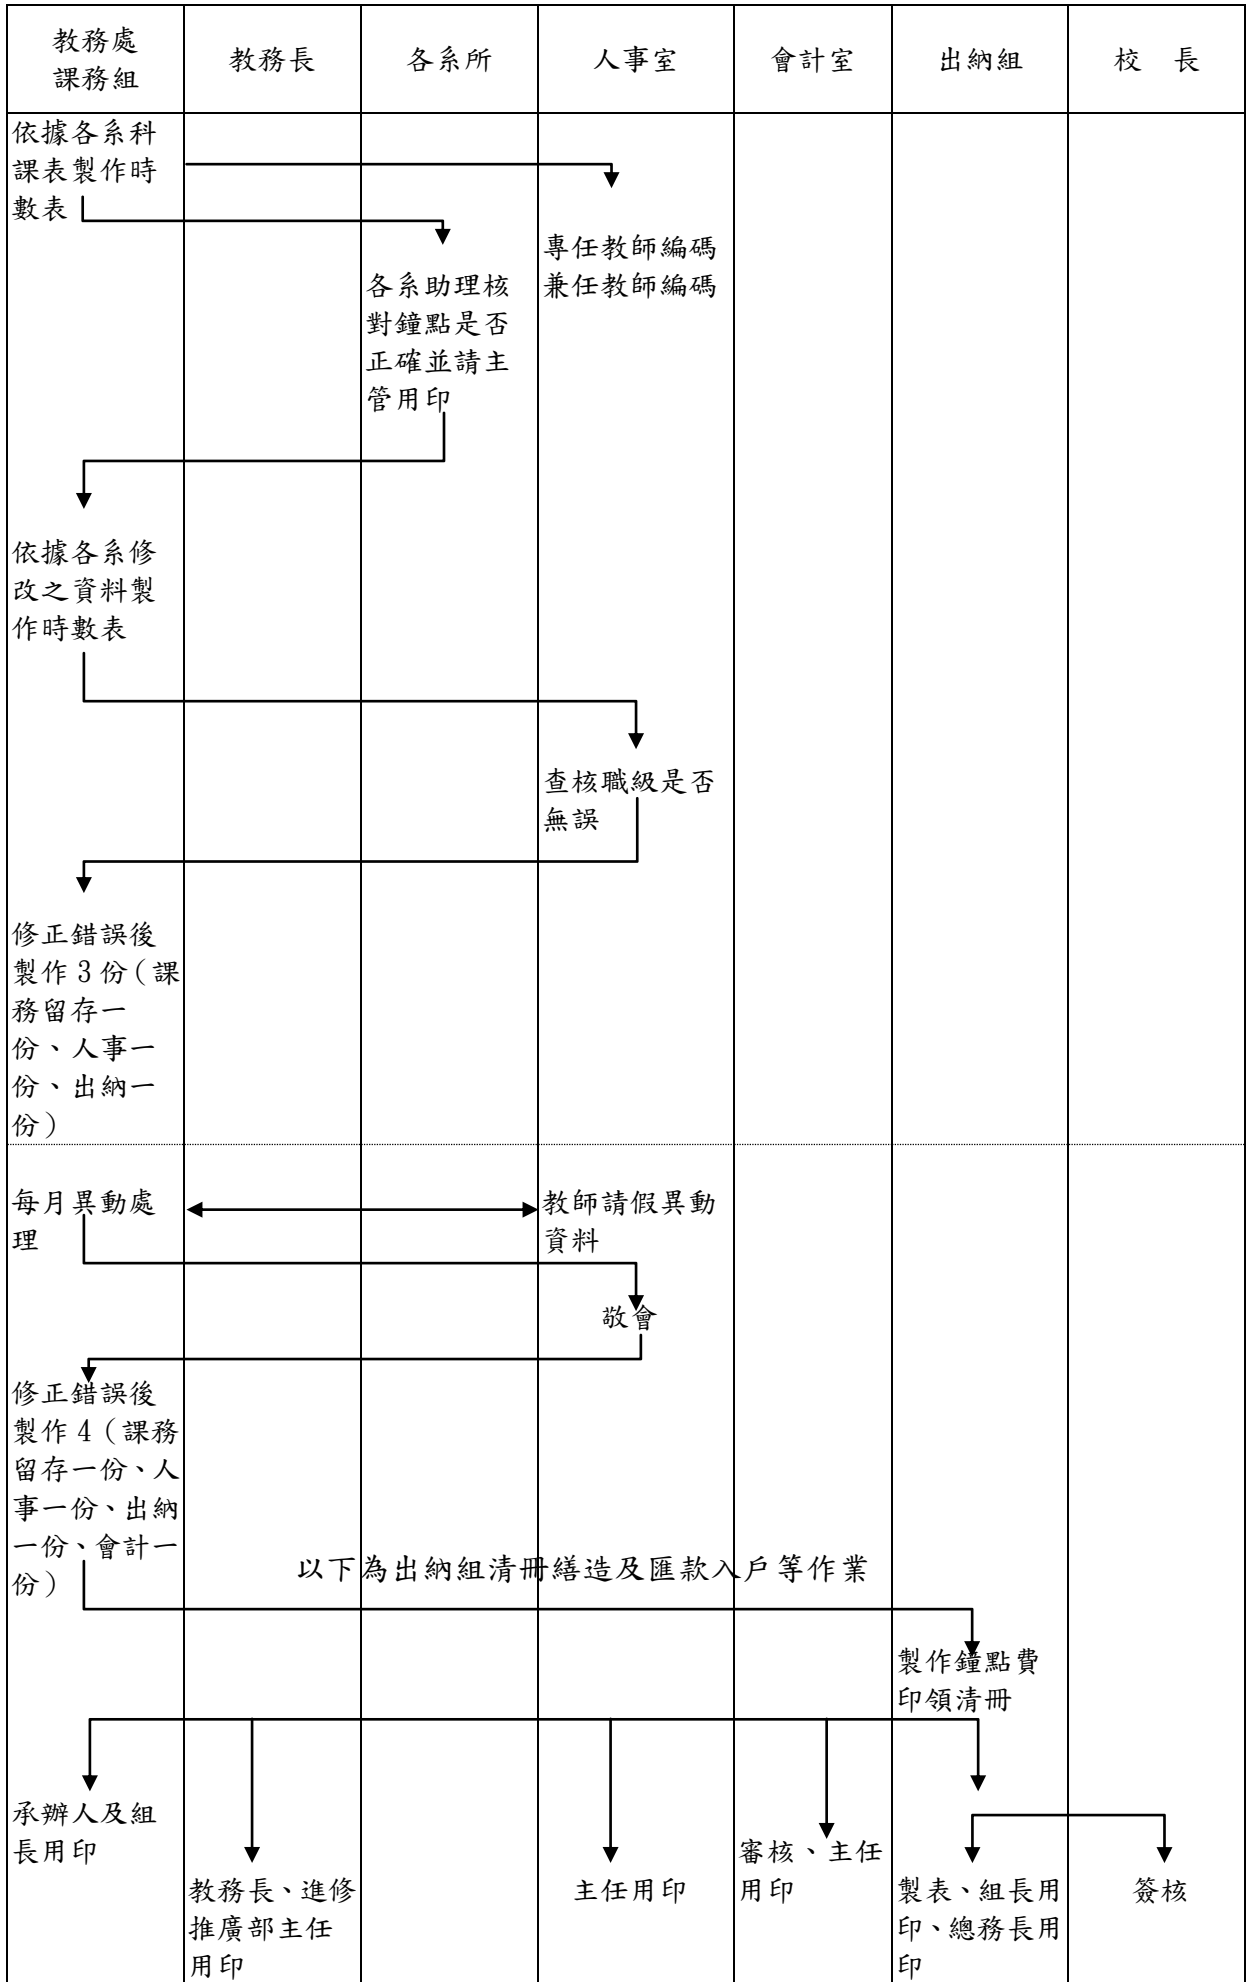 教務處
課務組
教務長
各系所
人事室
會計室
出納組
校　長
依據各系科
課表製作時
數表
專任教師編碼
兼任教師編碼
各系助理核
對鐘點是否
正確並請主
管用印
依據各系修
改之資料製
作時數表
查核職級是否
無誤
修正錯誤後
製作3份（課
務留存一
份、人事一
份、出納一
份）
每月異動處
理
教師請假異動
資料
敬會
修正錯誤後
製作4（課務
留存一份、人
事一份、出納
一份、會計一
份）
以下為出納組清冊繕造及匯款入戶等作業
製作鐘點費
印領清冊
承辦人及組
長用印
教務長、進修
推廣部主任
用印
主任用印
審核、主任
用印
製表、組長用
印、總務長用
印
簽核